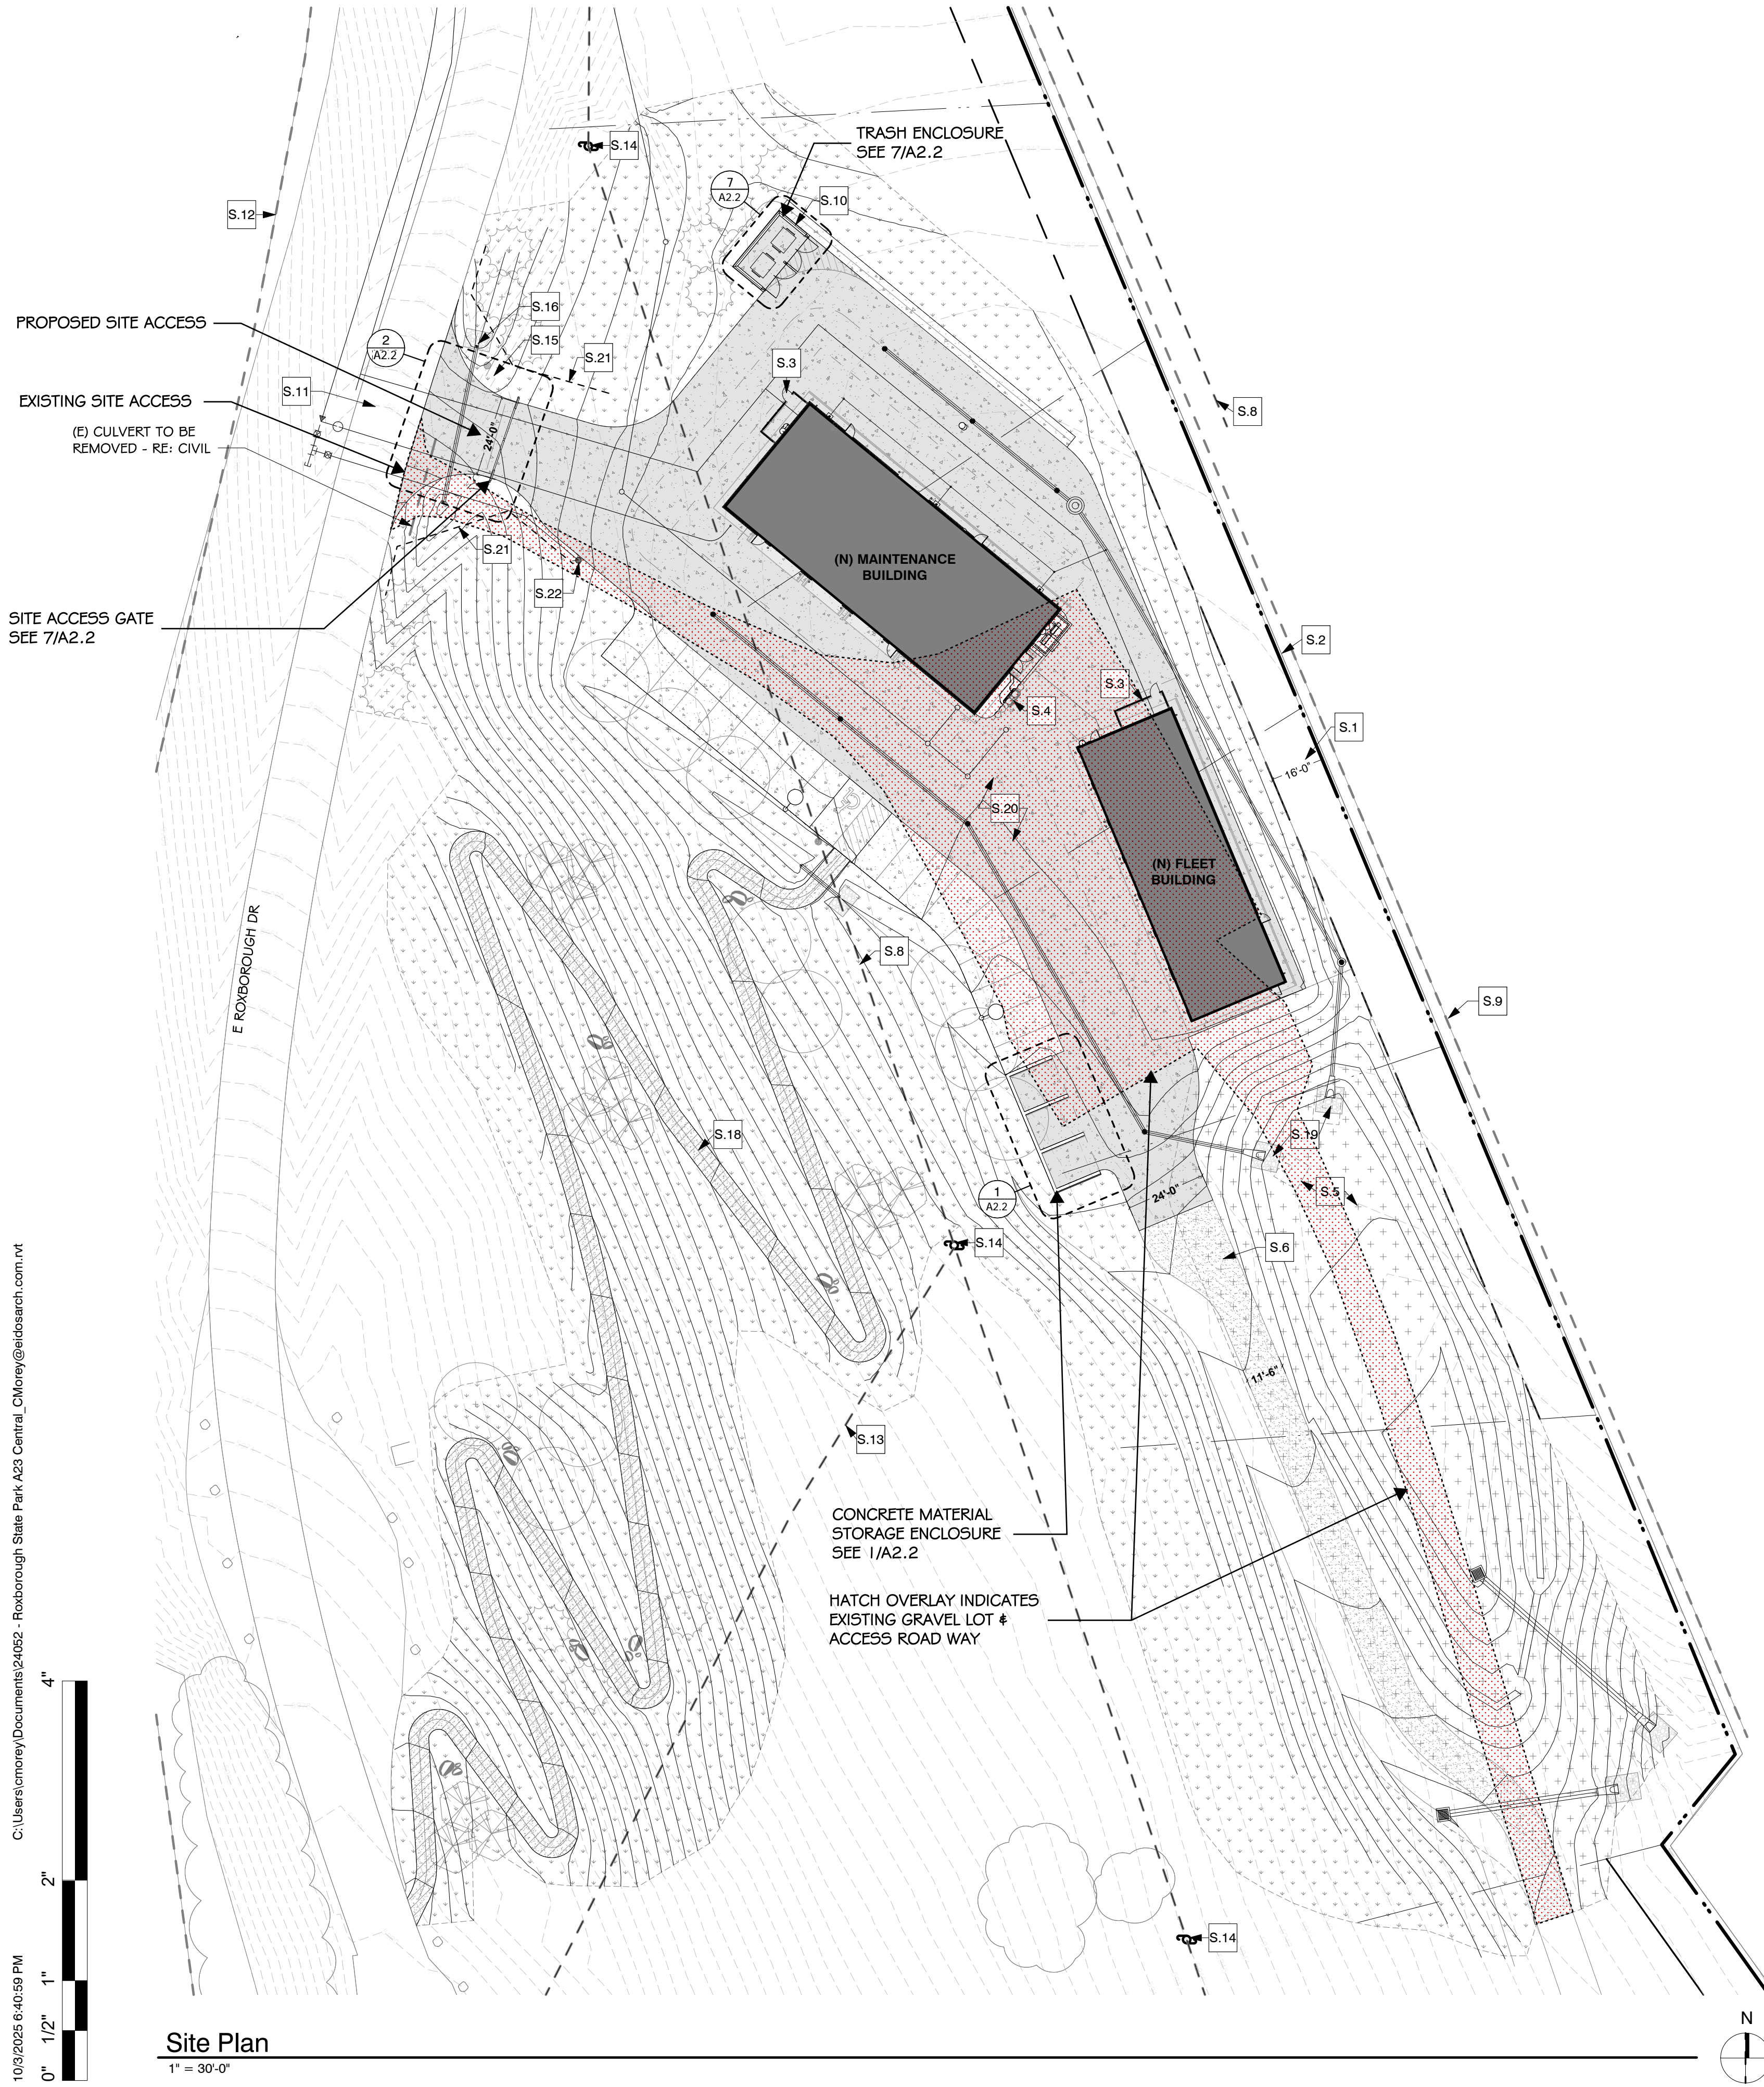 TRASH ENCLOSURE
SEE 7/A2.2
S.14
7
A2.2
S.10
S.12
S.16
PROPOSED SITE ACCESS
2
A2.2
S.15
S.21
S.3
S.11
EXISTING SITE ACCESS
S.8
24'-0"
(E) CULVERT TO BE
REMOVED - RE: CIVIL
S.21
(N) MAINTENANCE
BUILDING
S.22
SITE ACCESS GATE
SEE 7/A2.2
S.2
S.3
S.4
S.1
16'-0"
S.20
(N) FLEET
BUILDING
E ROXBOROUGH DR
S.8
S.9
S.18
S.19
1
A2.2
24'-0"
S.5
S.14
S.6
11'-6"
S.13
CONCRETE MATERIAL
STORAGE ENCLOSURE
SEE 1/A2.2
HATCH OVERLAY INDICATES
EXISTING GRAVEL LOT &
ACCESS ROAD WAY
S.14
C:\Users\cmorey\Documents\24052 - Roxborough State Park A23 Central_CMorey@eidosarch.com.rvt
10/3/2025 6:40:59 PM
4"
2"
1"
1/2"
0"
N
Site Plan
1" = 30'-0"